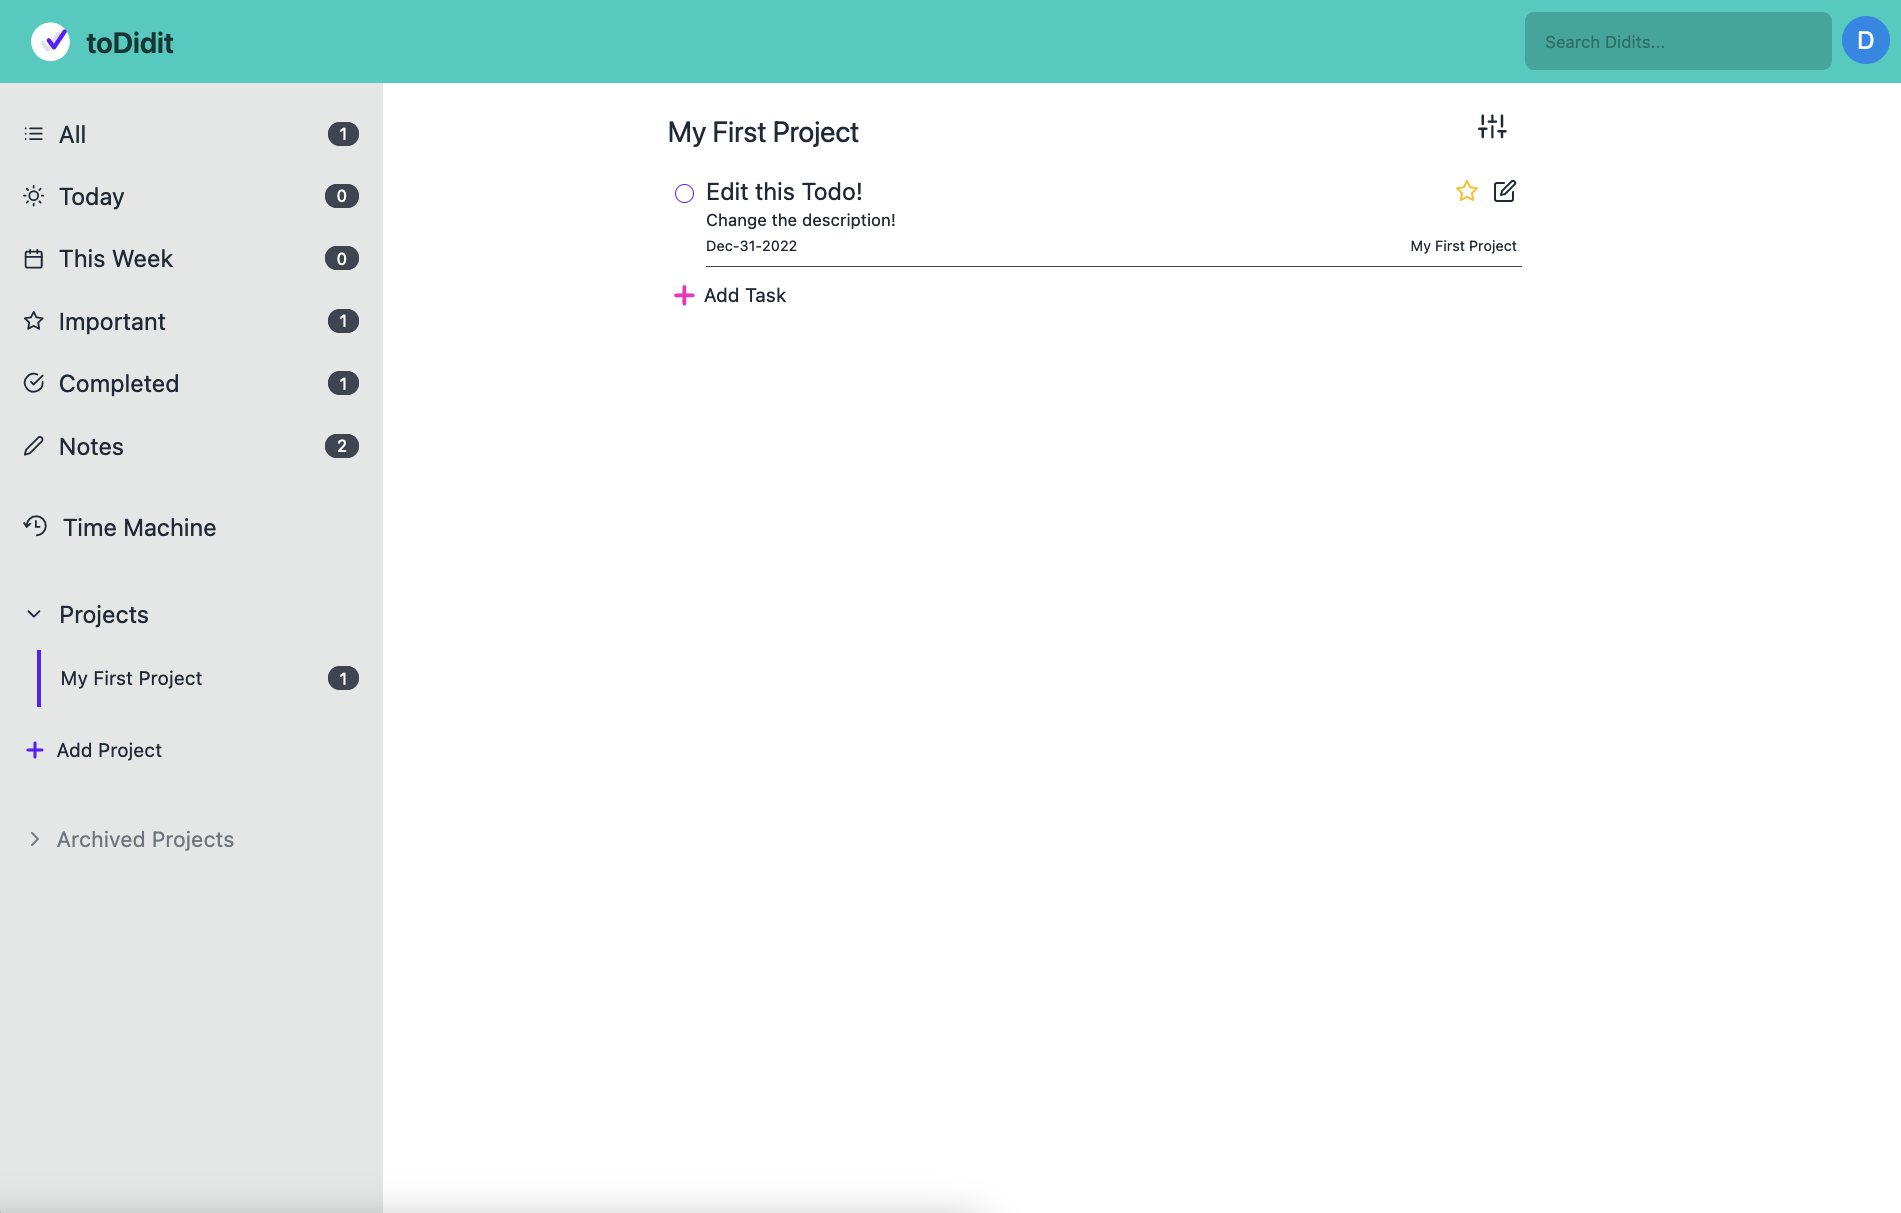 toDidit
Search Didits...
D
All 1
Today 0
This Week 0
Important 1
Completed 1
Notes 2
Time Machine
Projects
My First Project 1
Add Project
Archived Projects
My First Project
Edit this Todo!
Change the description!
Dec-31-2022 My First Project
Add Task